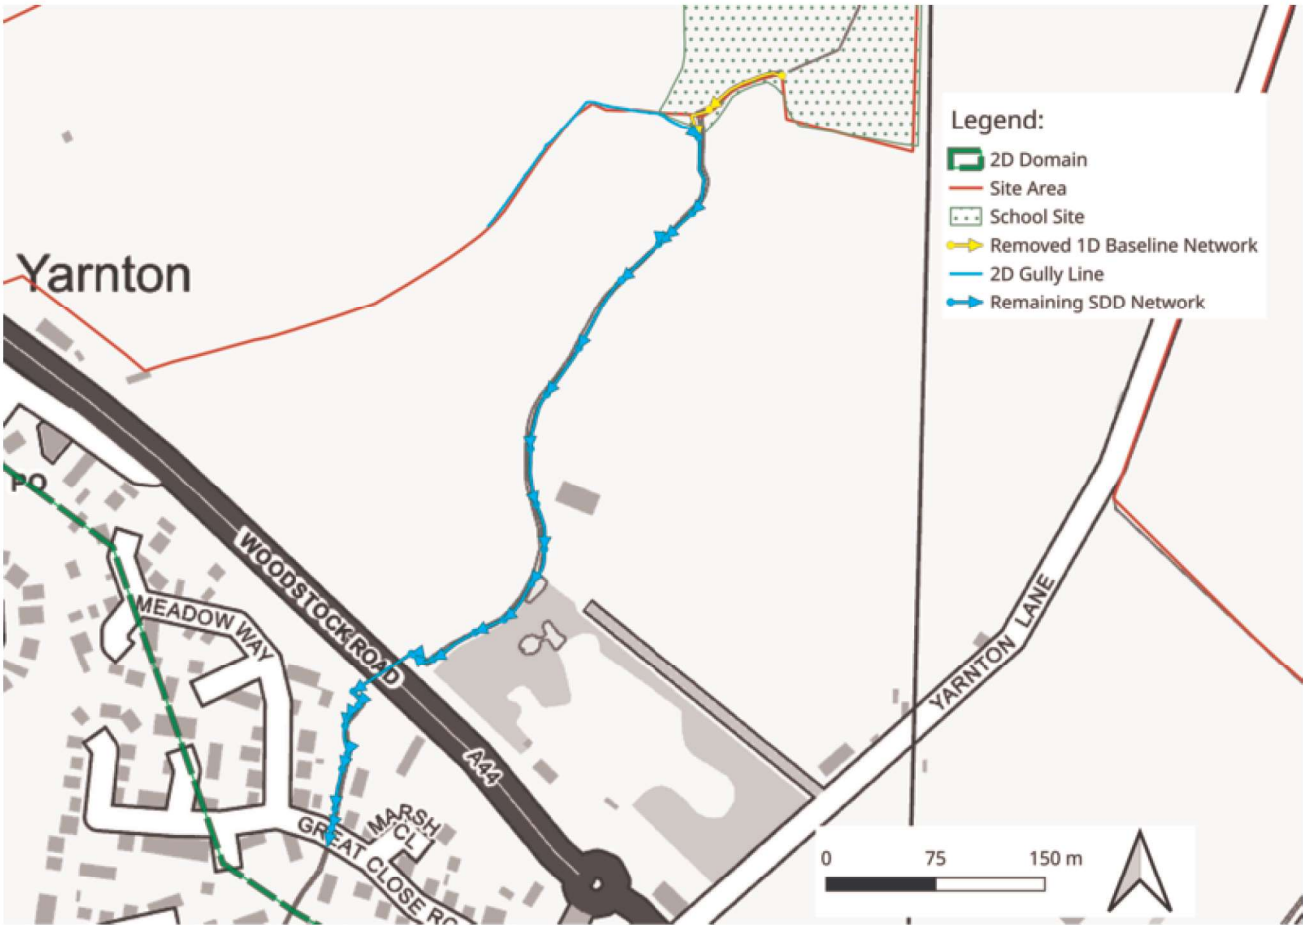 Legend:
2D Domain
Site Area
School Site
Removed 1D Baseline Network
2D Gully Line
Remaining SDD Network
Yarnton
PO
WOODSTOCK ROAD
MEADOW WAY
YARNTON LANE
A44
MARSH
CL
GREAT CLOSE RO
0 75 150 m